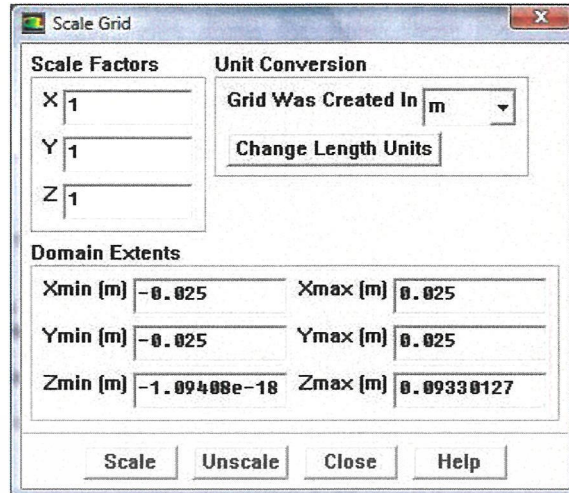 Scale Grid
Scale Factors
X 1
Y 1
Z 1
Unit Conversion
Grid Was Created In m
Change Length Units
Domain Extents
Xmin (m) -0.025 Xmax (m) 0.025
Ymin (m) -0.025 Ymax (m) 0.025
Zmin (m) -1.09408e-18 Zmax (m) 0.09330127
Scale Unscale Close Help